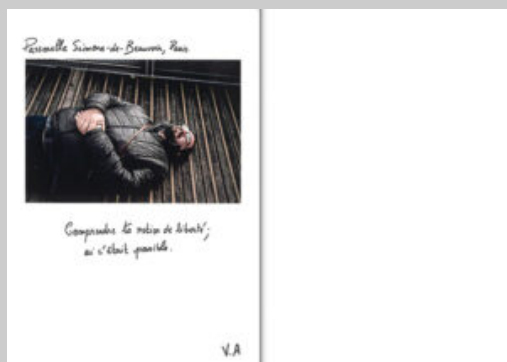 Passerelle Simone-de-Beauvoir, Paris
Comprendre la notion de liberté,
si c'était possible.
V.A